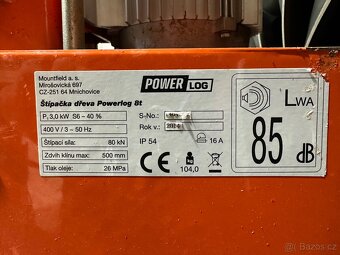 Mountfield a. s.
Mirošovická 697
CZ-251 64 Mnichovice
POWER LOG
Štípačka dřeva Powerlog 8t
P, 3,0 kW S6 – 40 %
400 V / 3 – 50 Hz
Štípací síla: 80 kN
Zdvih klínu max: 500 mm
Tlak oleje: 26 MPa
S-No.:
Rok v.:
IP 54
16 A
KG
104,0
LWA
85
dB
Sbazoš.cz